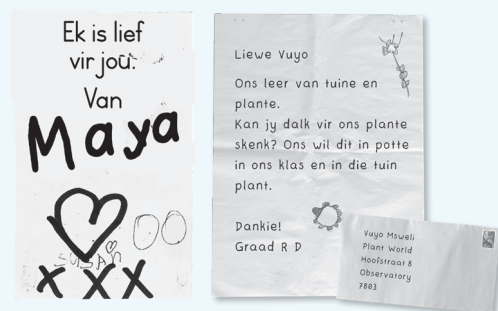 Ek is lief
vir jou.
Van
Maya
SUSAN
XXX
Liewe Vuyo
Ons leer van tuine en
plante.
Kan jy dalk vir ons plante
skenk? Ons wil dit in potte
in ons klas en in die tuin
plant.
Dankie!
Graad R D
Vuyo Msweli
Plant World
Hoofstraat 8
Observatory
7803